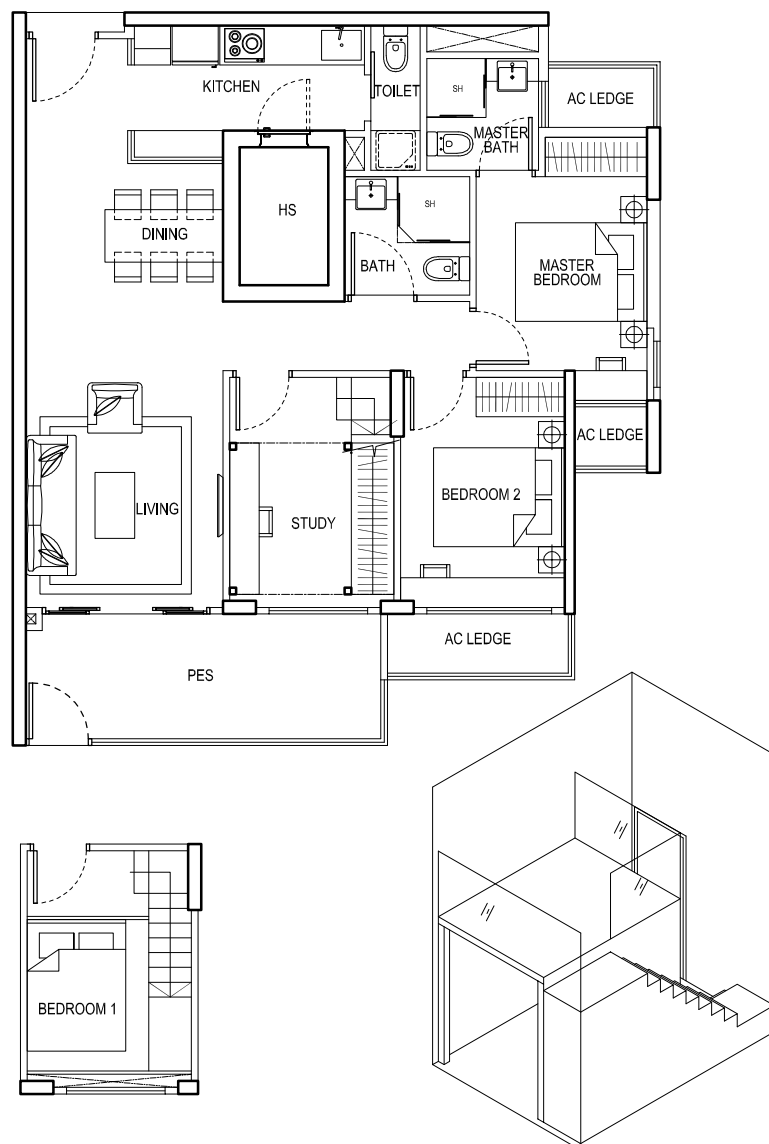 KITCHEN
TOILET
SH
AC LEDGE
MASTER
BATH
HS
SH
DINING
BATH
MASTER
BEDROOM
AC LEDGE
LIVING
STUDY
BEDROOM 2
AC LEDGE
PES
BEDROOM 1